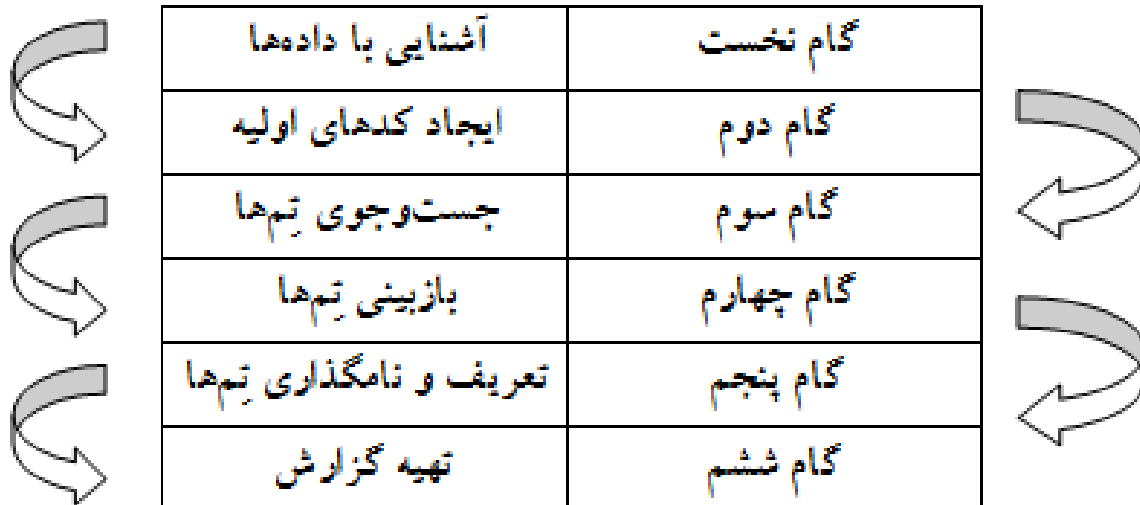 گام نخست آشنایی با داده‌ها
گام دوم ایجاد کدهای اولیه
گام سوم جست‌وجوی تِم‌ها
گام چهارم بازبینی تِم‌ها
گام پنجم تعریف و نامگذاری تِم‌ها
گام ششم تهیه گزارش